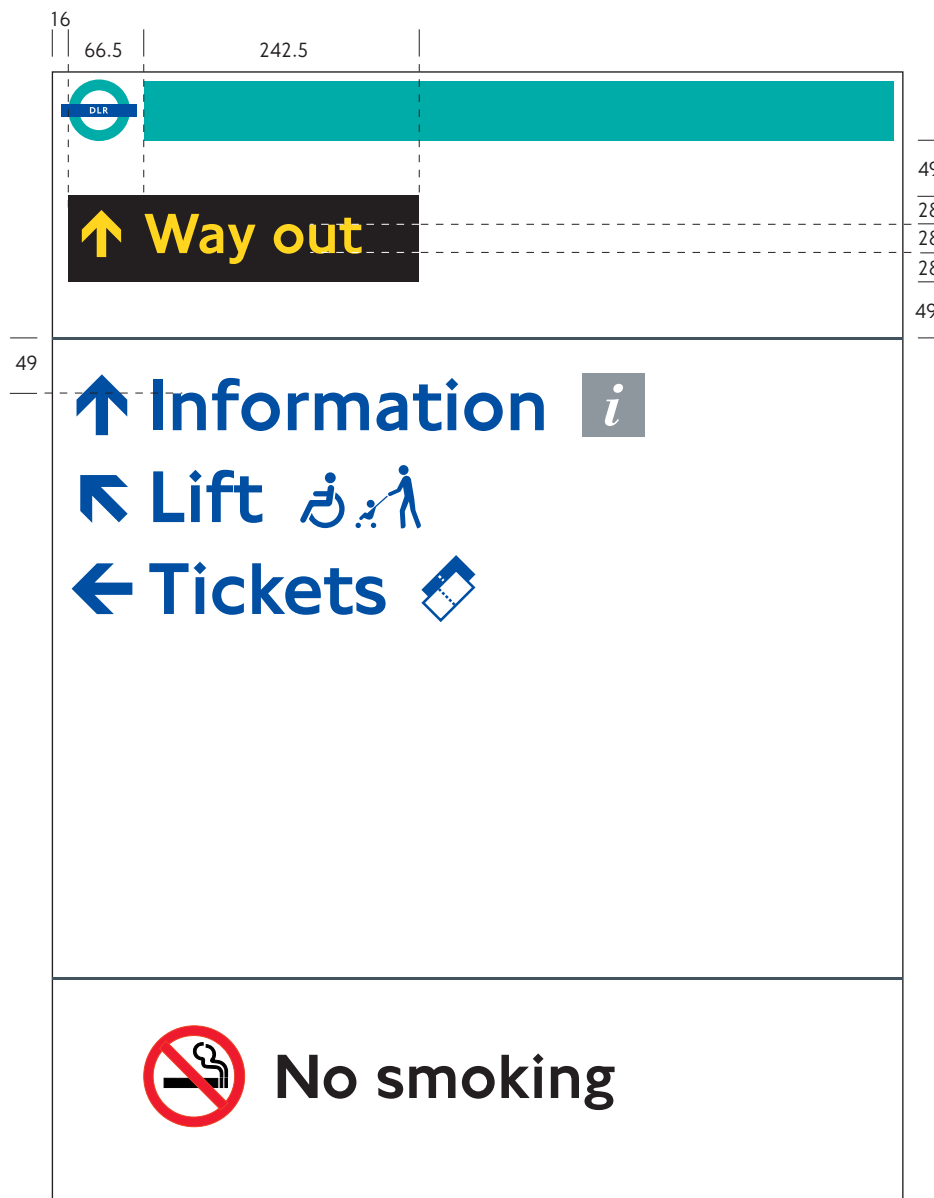 16
66.5 242.5
DLR
49
28
Way out
28
28
49
49
Information i
Lift
Tickets
No smoking